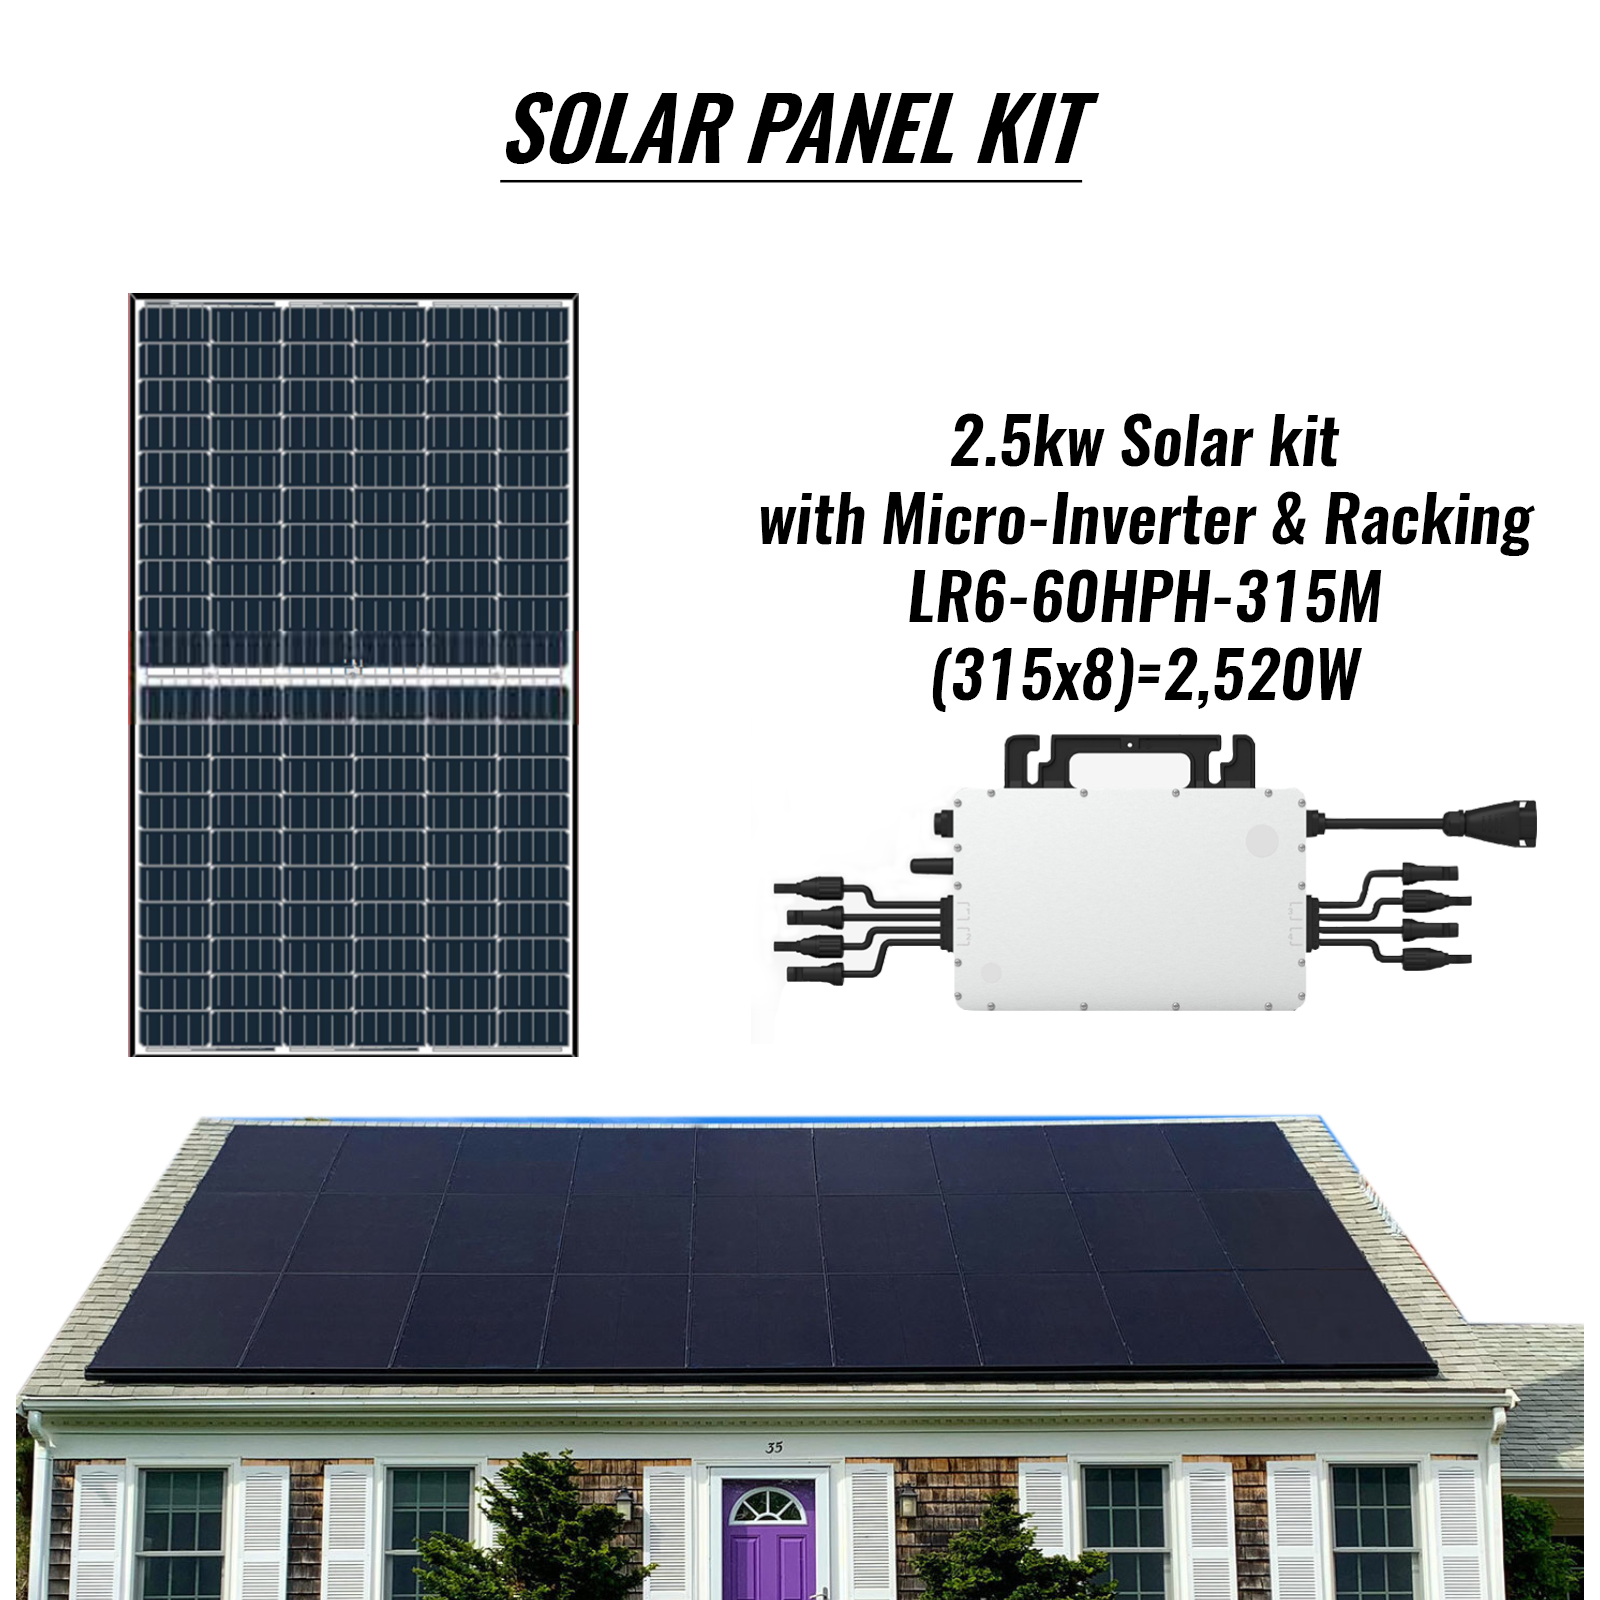 SOLAR PANEL KIT
2.5kw Solar kit
with Micro-Inverter & Racking
LR6-60HPH-315M
(315x8)=2,520W
35